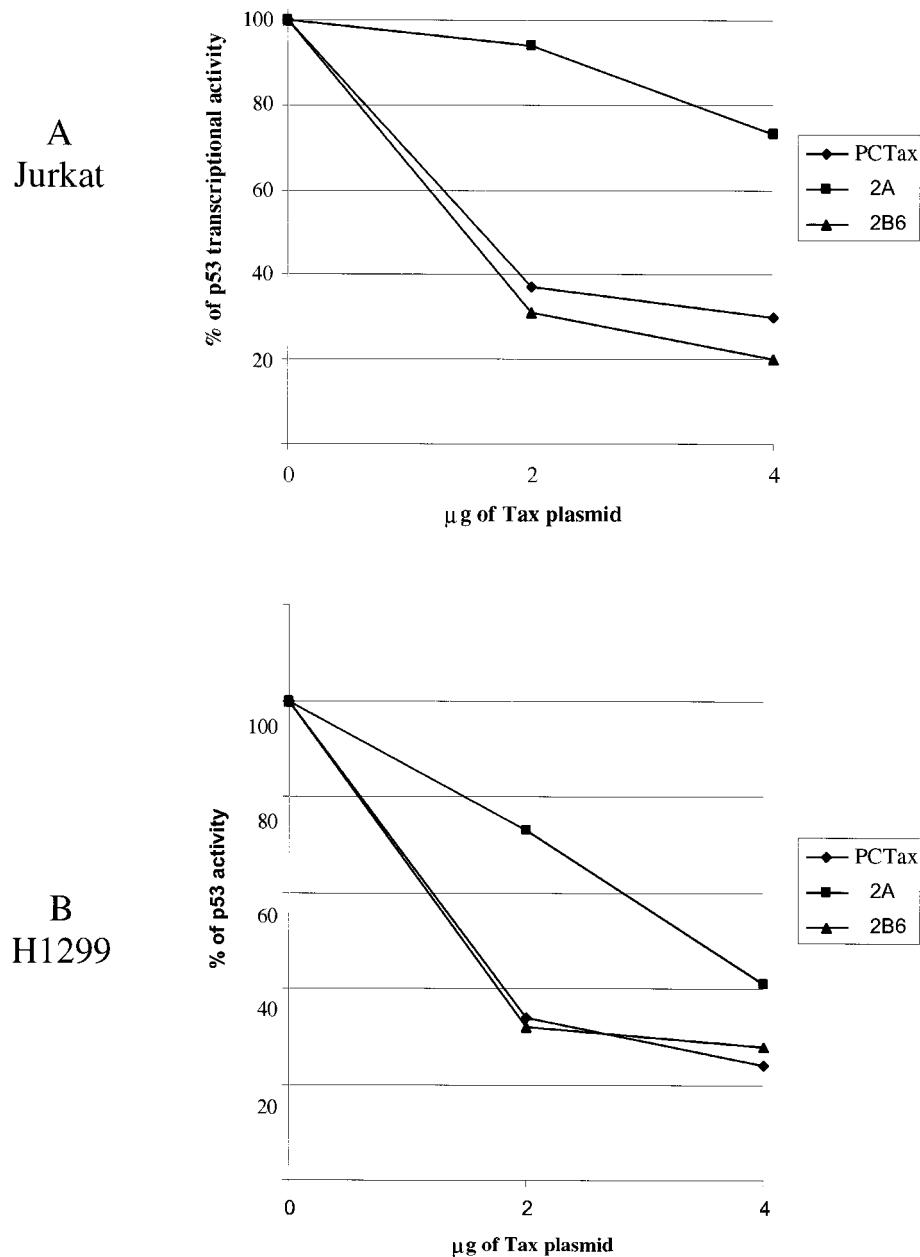 A
Jurkat
% of p53 transcriptional activity
100
80
60
40
20
0
2
4
μg of Tax plasmid
PCTax
2A
2B6
B
H1299
% of p53 activity
100
80
60
40
20
0
2
4
μg of Tax plasmid
PCTax
2A
2B6